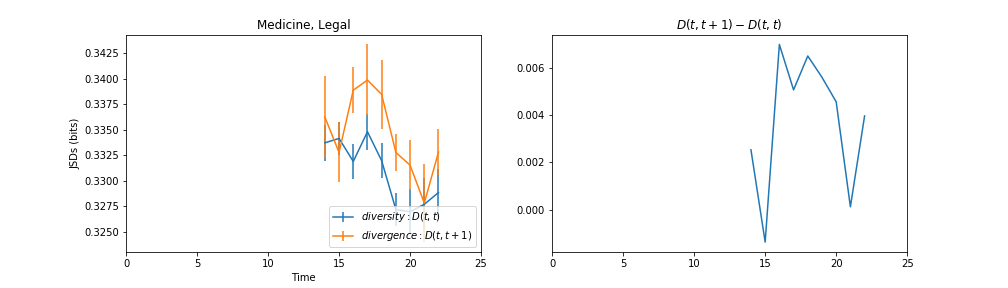 Medicine, Legal
JSDs (bits)
0.3425
0.3400
0.3375
0.3350
0.3325
0.3300
0.3275
0.3250
0 5 10 15 20 25
Time
diversity : D(t, t)
divergence : D(t, t + 1)
D(t, t + 1) − D(t, t)
0.006
0.004
0.002
0.000
0 5 10 15 20 25